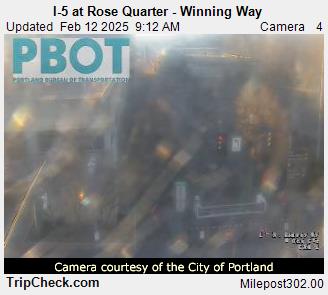 I-5 at Rose Quarter - Winning Way
Updated Feb 12 2025 9:12 AM Camera 4
PBOT
PORTLAND BUREAU OF TRANSPORTATION
Camera courtesy of the City of Portland
TripCheck.com Milepost302.00